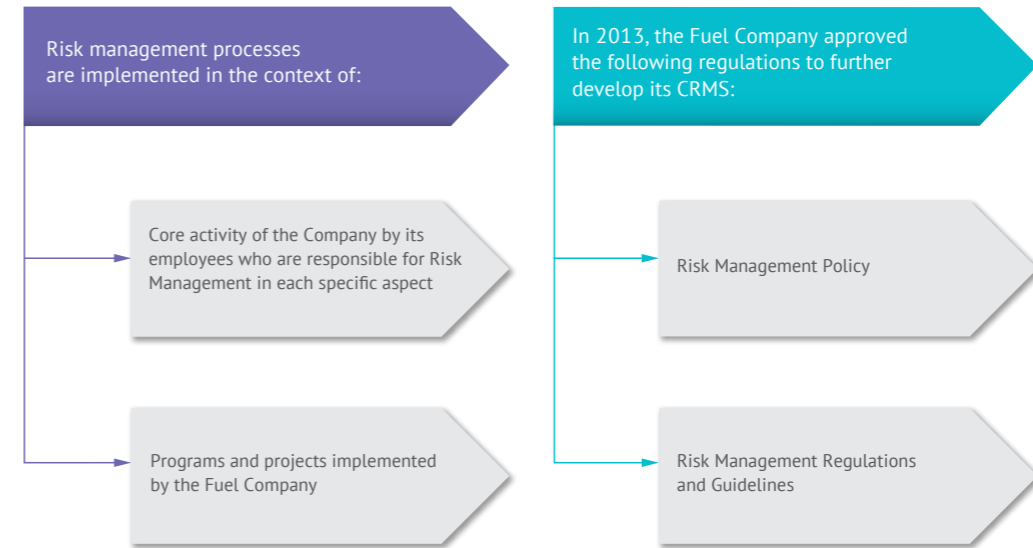 Risk management processes
are implemented in the context of:
Core activity of the Company by its
employees who are responsible for Risk
Management in each specific aspect
Programs and projects implemented
by the Fuel Company
In 2013, the Fuel Company approved
the following regulations to further
develop its CRMS:
Risk Management Policy
Risk Management Regulations
and Guidelines